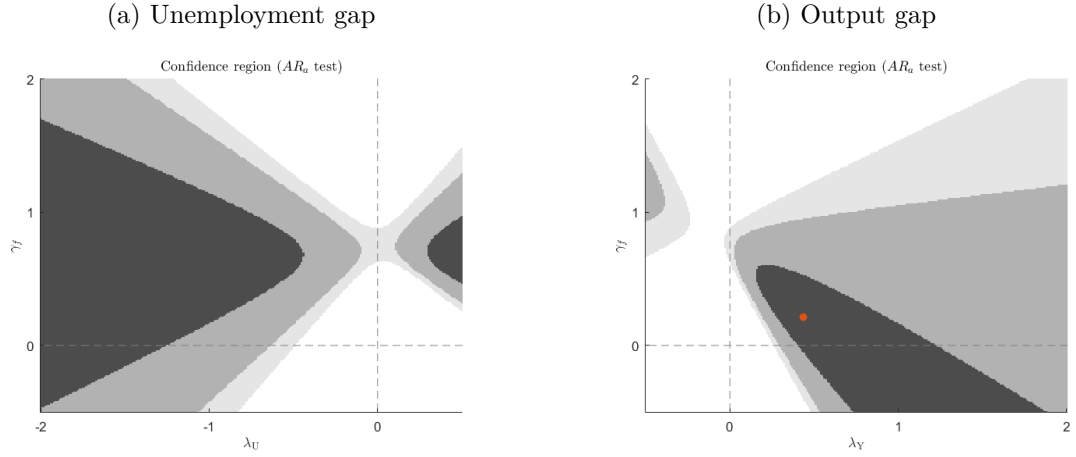 (a) Unemployment gap
Confidence region (AR_a test)
2
1
0
γ_f
-2
-1
0
λ_U
(b) Output gap
Confidence region (AR_a test)
2
1
0
γ_f
0
1
2
λ_Y